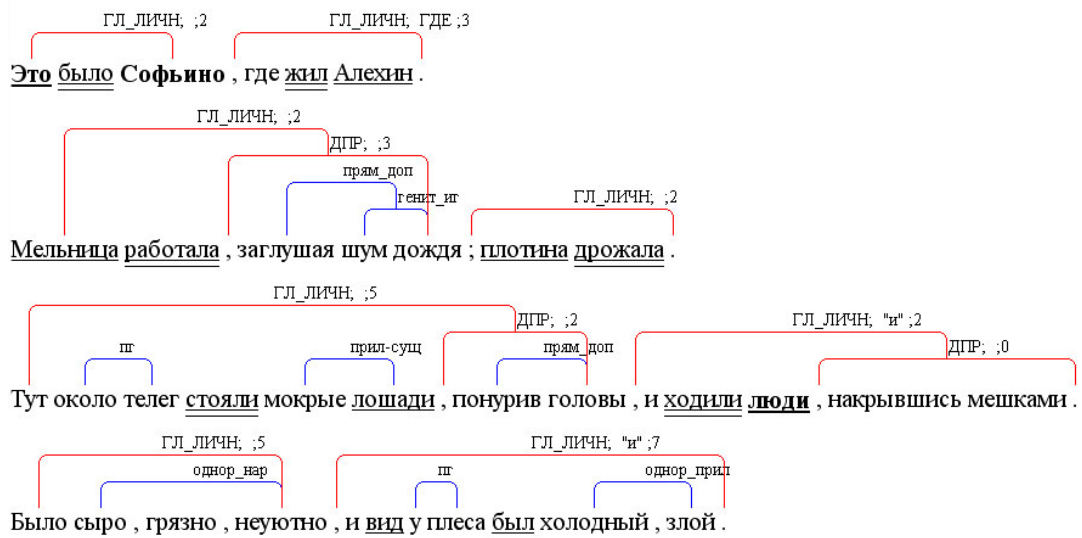 ГЛ_ЛИЧН; ;2 ГЛ_ЛИЧН; ГДЕ ;3
Это было Софьино , где жил Алехин .
ГЛ_ЛИЧН; ;2
ДПР; ;3
прям_доп
генит_иг ГЛ_ЛИЧН; ;2
Мельница работала , заглушая шум дождя ; плотина дрожала .
ГЛ_ЛИЧН; ;5
ДПР; ;2 ГЛ_ЛИЧН; "и" ;2
пг прил-сущ прям_доп ДПР; ;0
Тут около телег стояли мокрые лошади , понурив головы , и ходили люди , накрывшись мешками .
ГЛ_ЛИЧН; ;5 ГЛ_ЛИЧН; "и" ;7
однор_нар пг однор_прил
Было сыро , грязно , неуютно , и вид у плеса был холодный , злой .